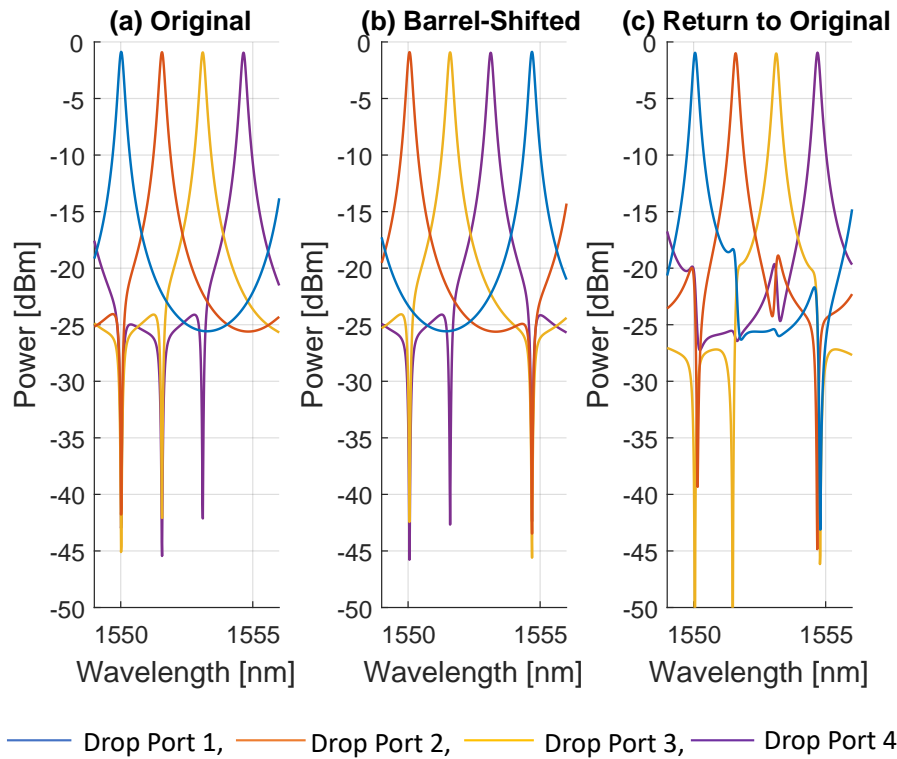 (a) Original (b) Barrel-Shifted (c) Return to Original
0 0 0
-5 -5 -5
-10 -10 -10
-15 -15 -15
-20 -20 -20
-25 -25 -25
-30 -30 -30
-35 -35 -35
-40 -40 -40
-45 -45 -45
-50 -50 -50
Power [dBm] Power [dBm] Power [dBm]
1550 1555 1550 1555 1550 1555
Wavelength [nm] Wavelength [nm] Wavelength [nm]
Drop Port 1, Drop Port 2, Drop Port 3, Drop Port 4